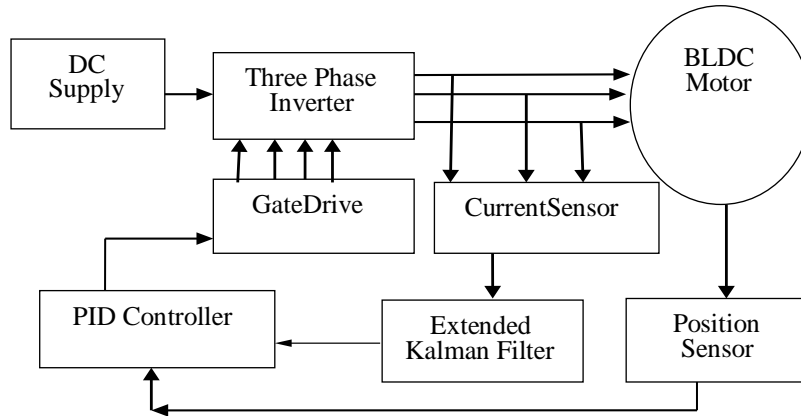 DC
Supply
Three Phase
Inverter
BLDC
Motor
GateDrive
CurrentSensor
PID Controller
Extended
Kalman Filter
Position
Sensor